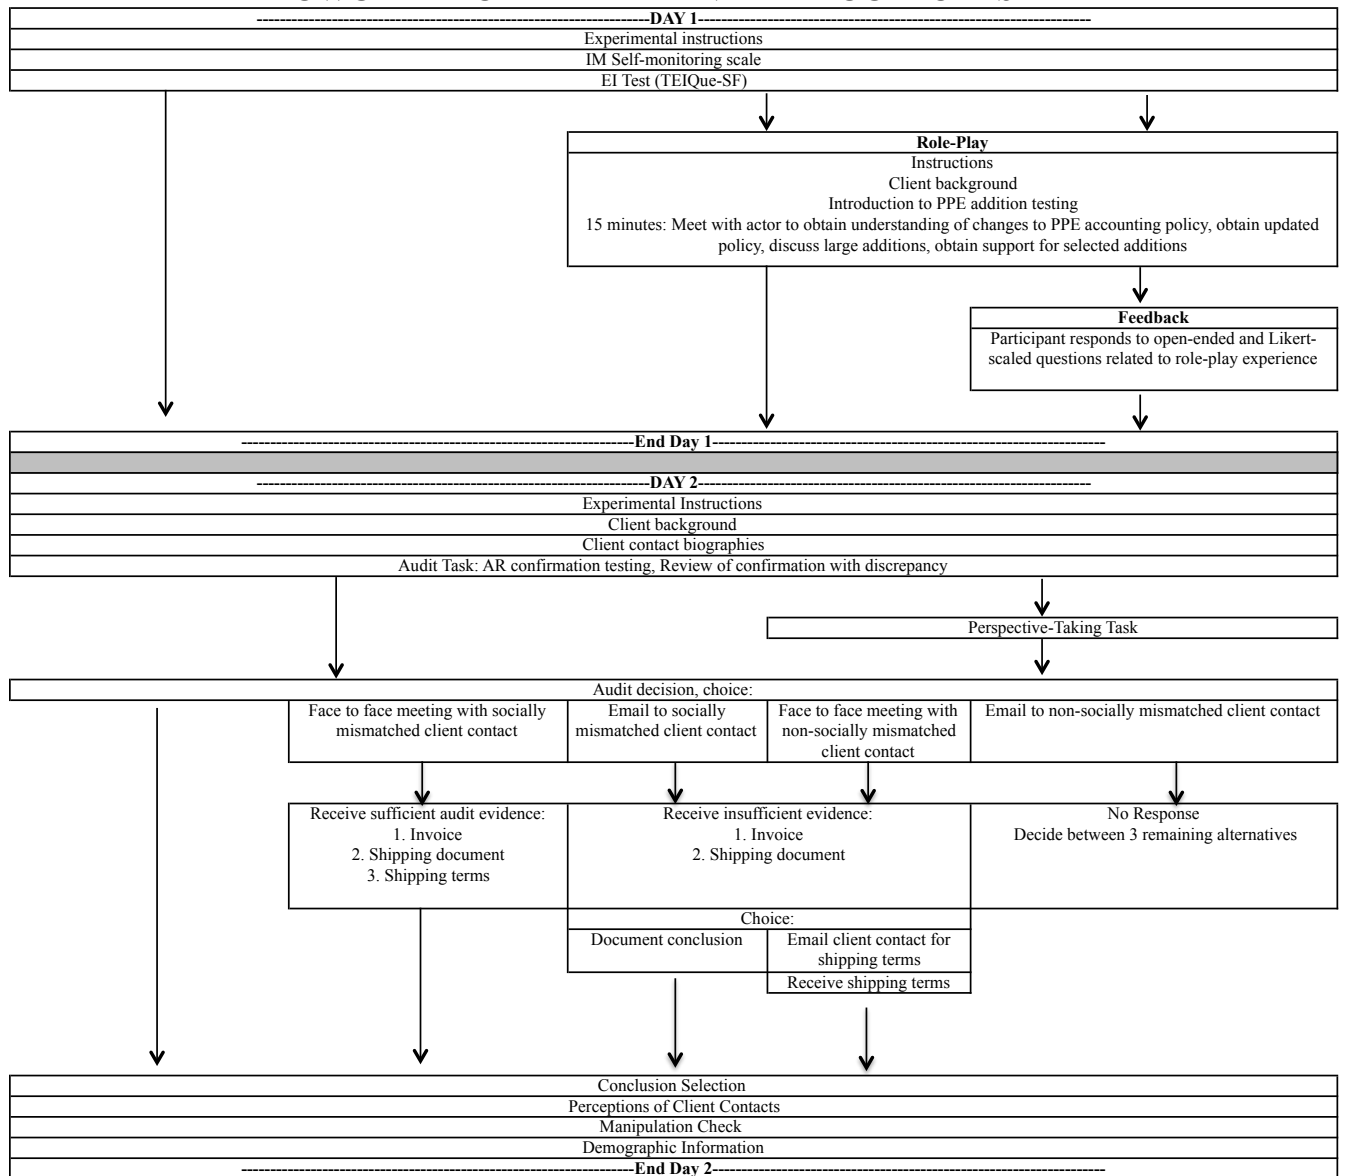 DAY 1
Experimental instructions
IM Self-monitoring scale
EI Test (TEIQue-SF)
Role-Play
Instructions
Client background
Introduction to PPE addition testing
15 minutes: Meet with actor to obtain understanding of changes to PPE accounting policy, obtain updated
policy, discuss large additions, obtain support for selected additions
Feedback
Participant responds to open-ended and Likert-
scaled questions related to role-play experience
End Day 1
DAY 2
Experimental Instructions
Client background
Client contact biographies
Audit Task: AR confirmation testing, Review of confirmation with discrepancy
Perspective-Taking Task
Audit decision, choice:
Face to face meeting with socially
mismatched client contact
Email to socially
mismatched client contact
Face to face meeting with
non-socially mismatched
client contact
Email to non-socially mismatched client contact
Receive sufficient audit evidence:
1. Invoice
2. Shipping document
3. Shipping terms
Receive insufficient evidence:
1. Invoice
2. Shipping document
No Response
Decide between 3 remaining alternatives
Choice:
Document conclusion
Email client contact for
shipping terms
Receive shipping terms
Conclusion Selection
Perceptions of Client Contacts
Manipulation Check
Demographic Information
End Day 2